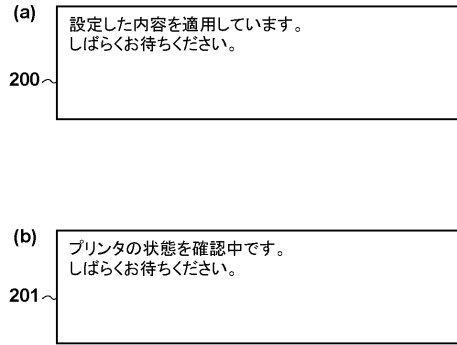 (a)
設定した内容を適用しています。
しばらくお待ちください。
200
(b)
プリンタの状態を確認中です。
しばらくお待ちください。
201